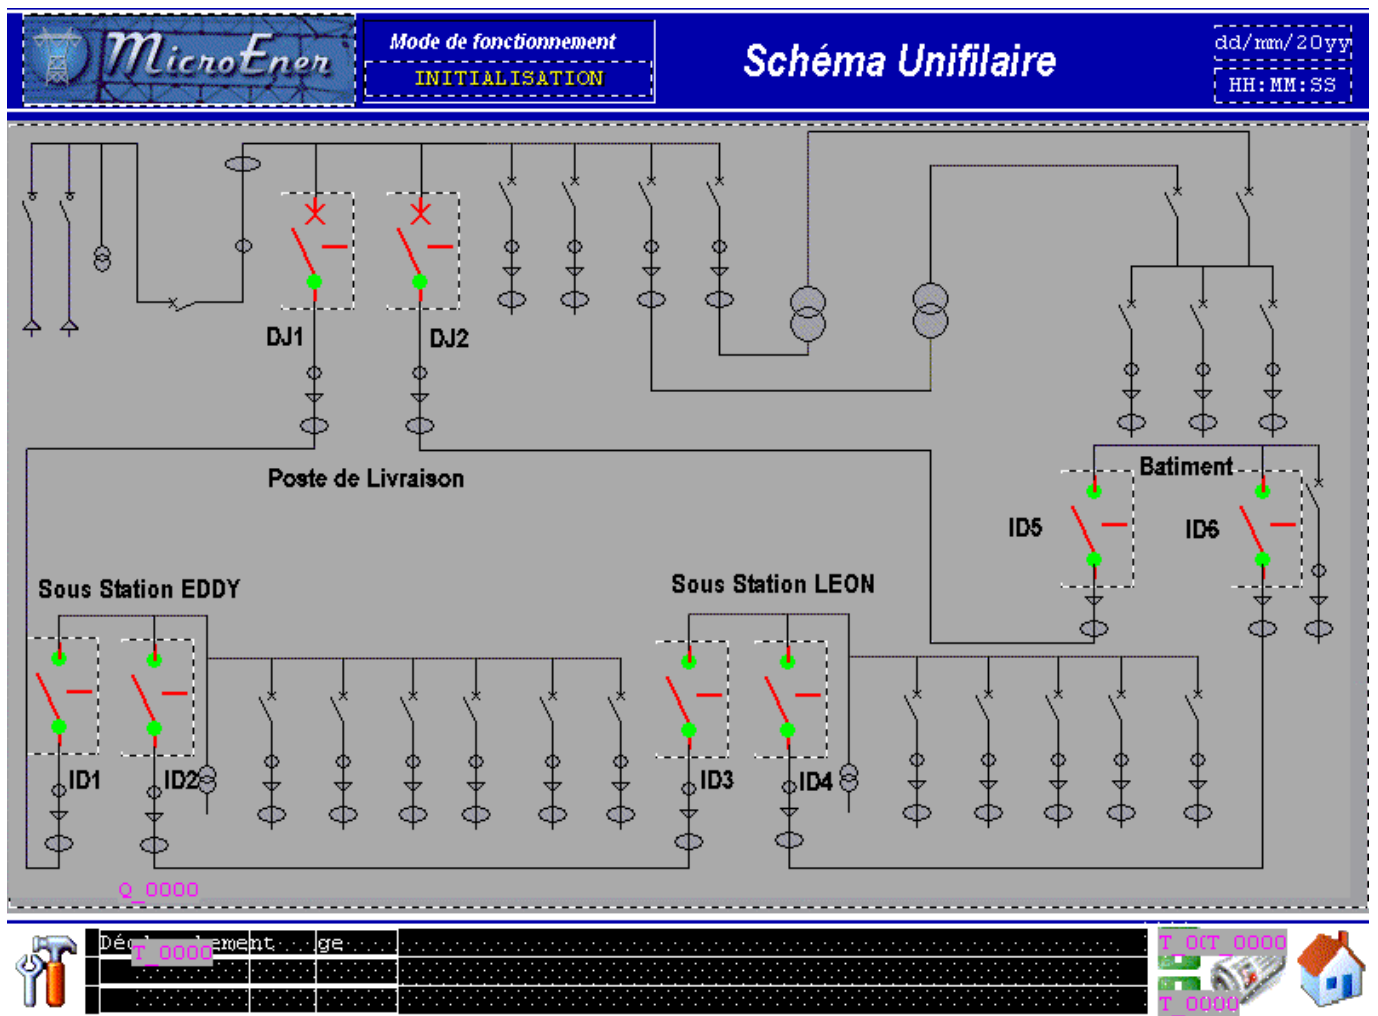 MicroEner
Mode de fonctionnement
INITIALISATION
Schéma Unifilaire
dd/mm/20yy
HH:MM:SS
DJ1
DJ2
Poste de Livraison
Batiment
ID5
ID6
Sous Station EDDY
Sous Station LEON
ID1
ID2
ID3
ID4
Q_0000
T_0000
T_0000
T_0000